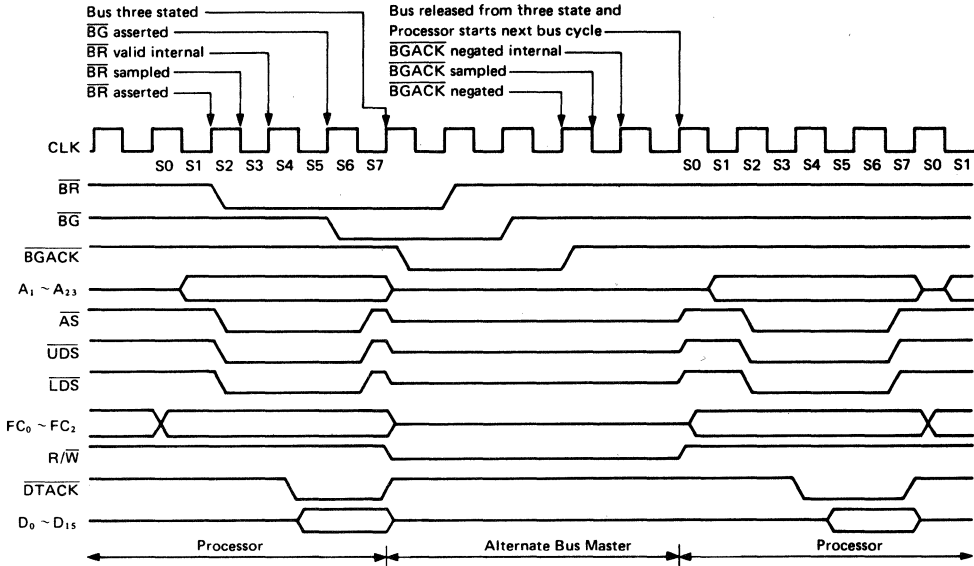 Bus three stated
BG asserted
BR valid internal
BR sampled
BR asserted
Bus released from three state and
Processor starts next bus cycle
BGACK negated internal
BGACK sampled
BGACK negated
CLK
S0 S1 S2 S3 S4 S5 S6 S7 S0 S1 S2 S3 S4 S5 S6 S7 S0 S1
BR
BG
BGACK
A1 ~ A23
AS
UDS
LDS
FC0 ~ FC2
R/W
DTACK
D0 ~ D15
Processor Alternate Bus Master Processor